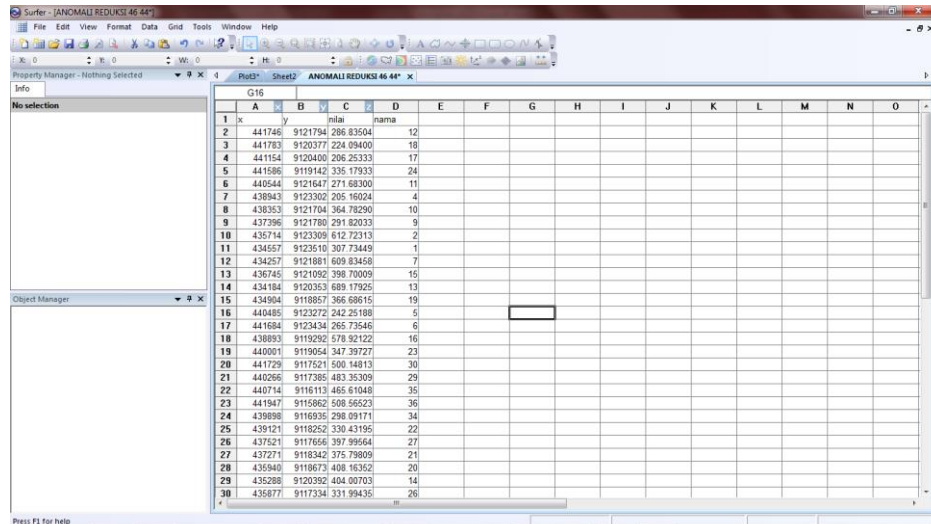 Surfer - [ANOMALI REDUKSI 46 44*]
File Edit View Format Data Grid Tools Window Help
X: 0 Y: 0 W: 0 H: 0
Property Manager - Nothing Selected
Plot3* Sheet2 ANOMALI REDUKSI 46 44*
Info
G16
No selection
A x B y C z D E F G H I J K L M N O
1 x y nilai nama
2 441746 9121794 286.83504 12
3 441783 9120377 224.09400 18
4 441154 9120400 206.25333 17
5 441586 9119142 335.17933 24
6 440544 9121647 271.68300 11
7 438943 9123302 205.16024 4
8 438353 9121704 364.78290 10
9 437396 9121780 291.82033 9
10 435714 9123309 612.72313 2
11 434557 9123510 307.73449 1
12 434257 9121881 609.83458 7
13 436745 9121092 398.70009 15
14 434184 9120353 689.17925 13
15 434904 9118857 366.68615 19
Object Manager
16 440485 9123272 242.25188 5
17 441684 9123434 265.73546 6
18 438893 9119292 578.92122 16
19 440001 9119054 347.39727 23
20 441729 9117521 500.14813 30
21 440266 9117385 483.35309 29
22 440714 9116113 465.61048 35
23 441947 9115862 508.56523 36
24 439898 9116935 298.09171 34
25 439121 9118252 330.43195 22
26 437521 9117656 397.99564 27
27 437271 9118342 375.79809 21
28 435940 9118673 408.16352 20
29 435288 9120392 404.00703 14
30 435877 9117334 331.99435 26
Press F1 for help